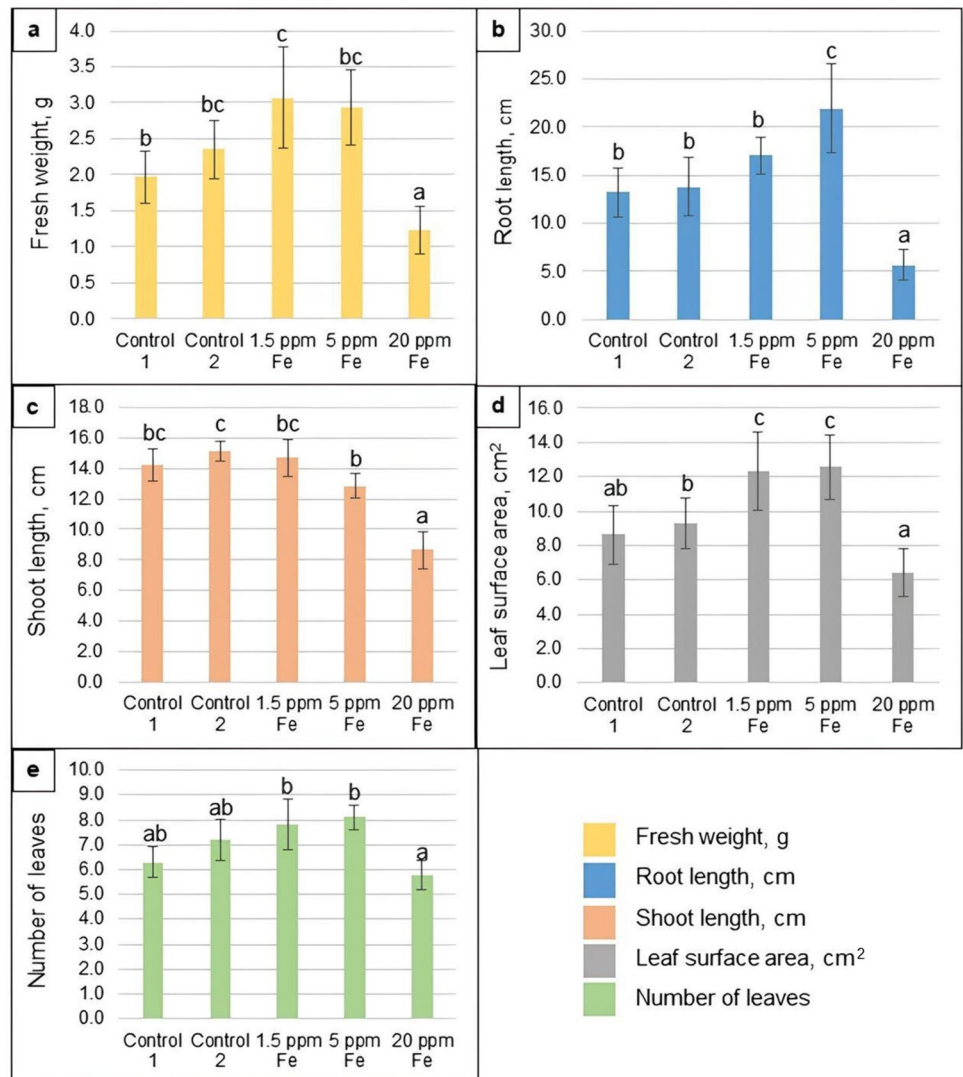 a
4.0
3.5
3.0
2.5
2.0
1.5
1.0
0.5
0.0
Fresh weight, g
b
bc
c
bc
a
Control 1
Control 2
1.5 ppm Fe
5 ppm Fe
20 ppm Fe
b
30.0
25.0
20.0
15.0
10.0
5.0
0.0
Root length, cm
b
b
b
c
a
Control 1
Control 2
1.5 ppm Fe
5 ppm Fe
20 ppm Fe
c
18.0
16.0
14.0
12.0
10.0
8.0
6.0
4.0
2.0
0.0
Shoot length, cm
bc
c
bc
b
a
Control 1
Control 2
1.5 ppm Fe
5 ppm Fe
20 ppm Fe
d
16.0
14.0
12.0
10.0
8.0
6.0
4.0
2.0
0.0
Leaf surface area, cm²
ab
b
c
c
a
Control 1
Control 2
1.5 ppm Fe
5 ppm Fe
20 ppm Fe
e
10.0
9.0
8.0
7.0
6.0
5.0
4.0
3.0
2.0
1.0
0.0
Number of leaves
ab
ab
b
b
a
Control 1
Control 2
1.5 ppm Fe
5 ppm Fe
20 ppm Fe
Fresh weight, g
Root length, cm
Shoot length, cm
Leaf surface area, cm²
Number of leaves